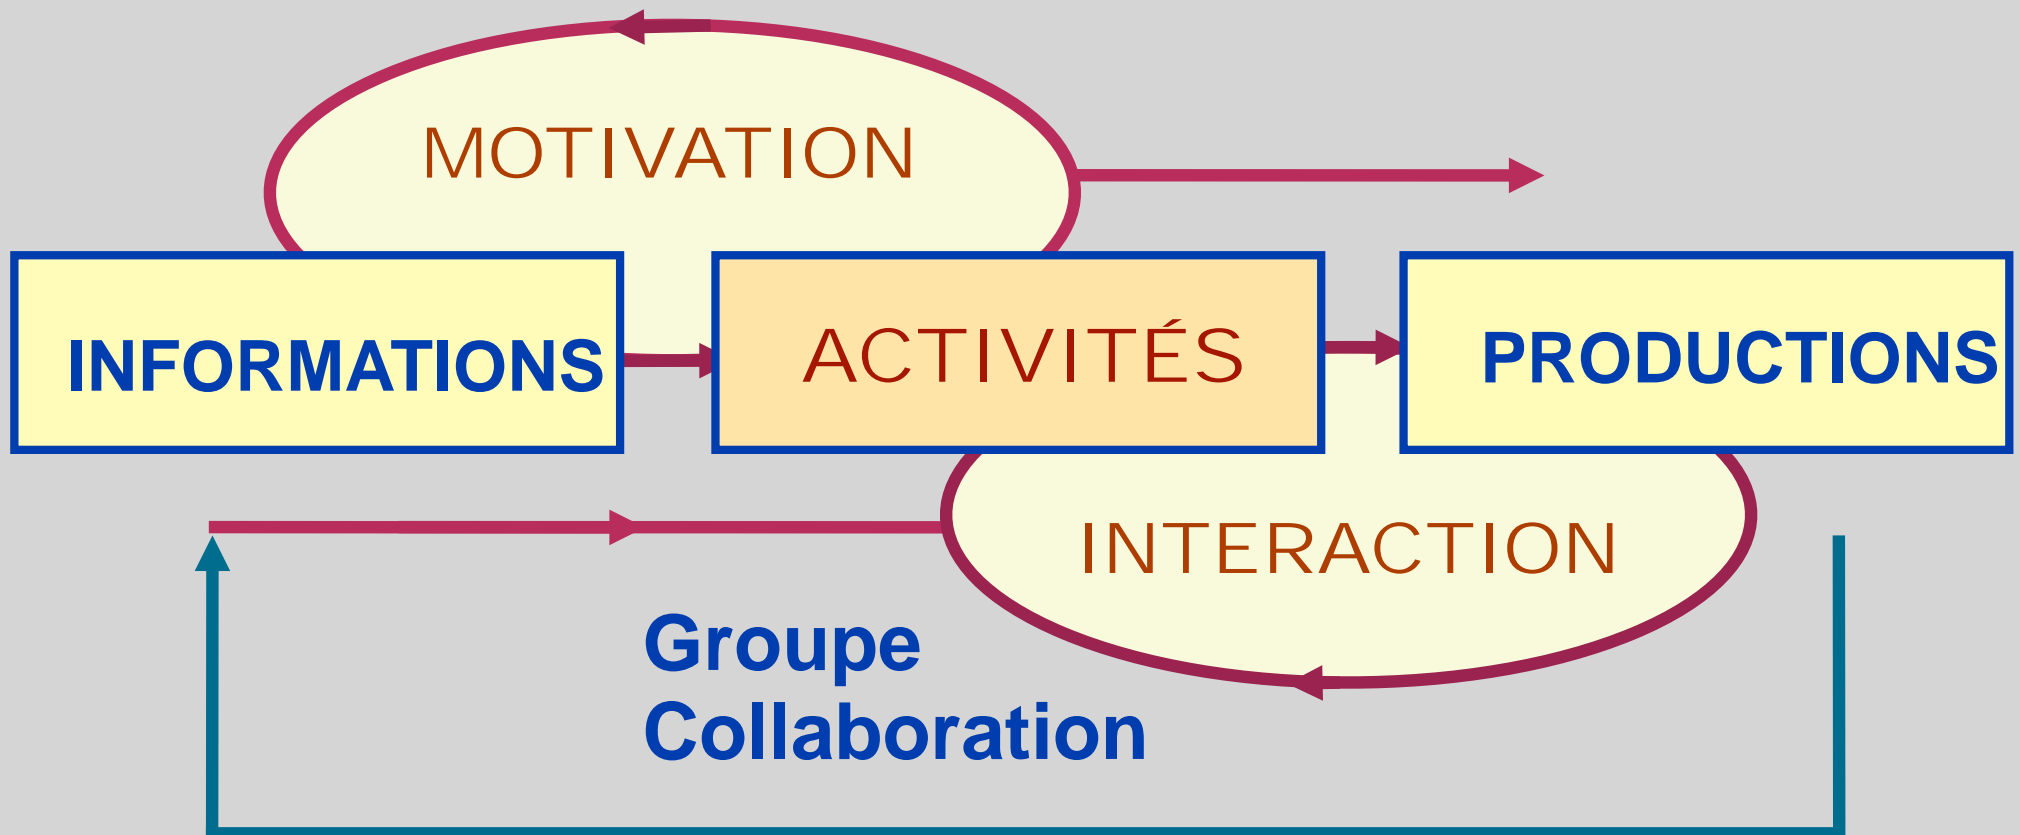 MOTIVATION
INFORMATIONS
ACTIVITÉS
PRODUCTIONS
INTERACTION
Groupe
Collaboration